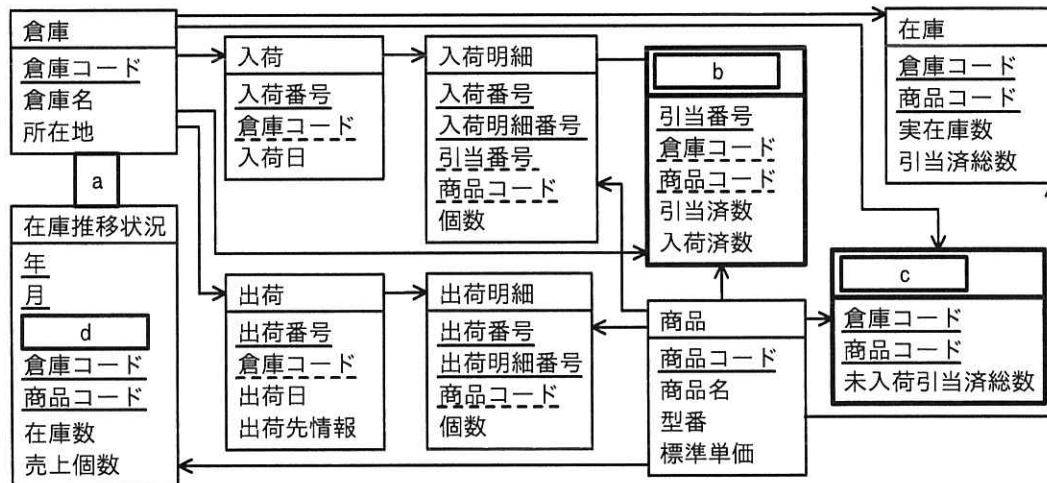 倉庫
倉庫コード
倉庫名
所在地
a
在庫推移状況
年
月
d
倉庫コード
商品コード
在庫数
売上個数
入荷
入荷番号
倉庫コード
入荷日
入荷明細
入荷番号
入荷明細番号
引当番号
商品コード
個数
出荷
出荷番号
倉庫コード
出荷日
出荷先情報
出荷明細
出荷番号
出荷明細番号
商品コード
個数
b
引当番号
倉庫コード
商品コード
引当済数
入荷済数
商品
商品コード
商品名
型番
標準単価
在庫
倉庫コード
商品コード
実在庫数
引当済総数
c
倉庫コード
商品コード
未入荷引当済総数